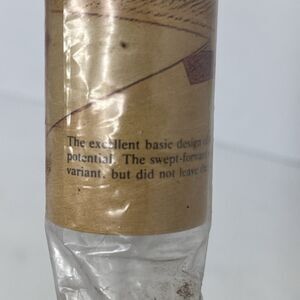 The excellent basic design
potential. The swept-forward
variant, but did not leave the